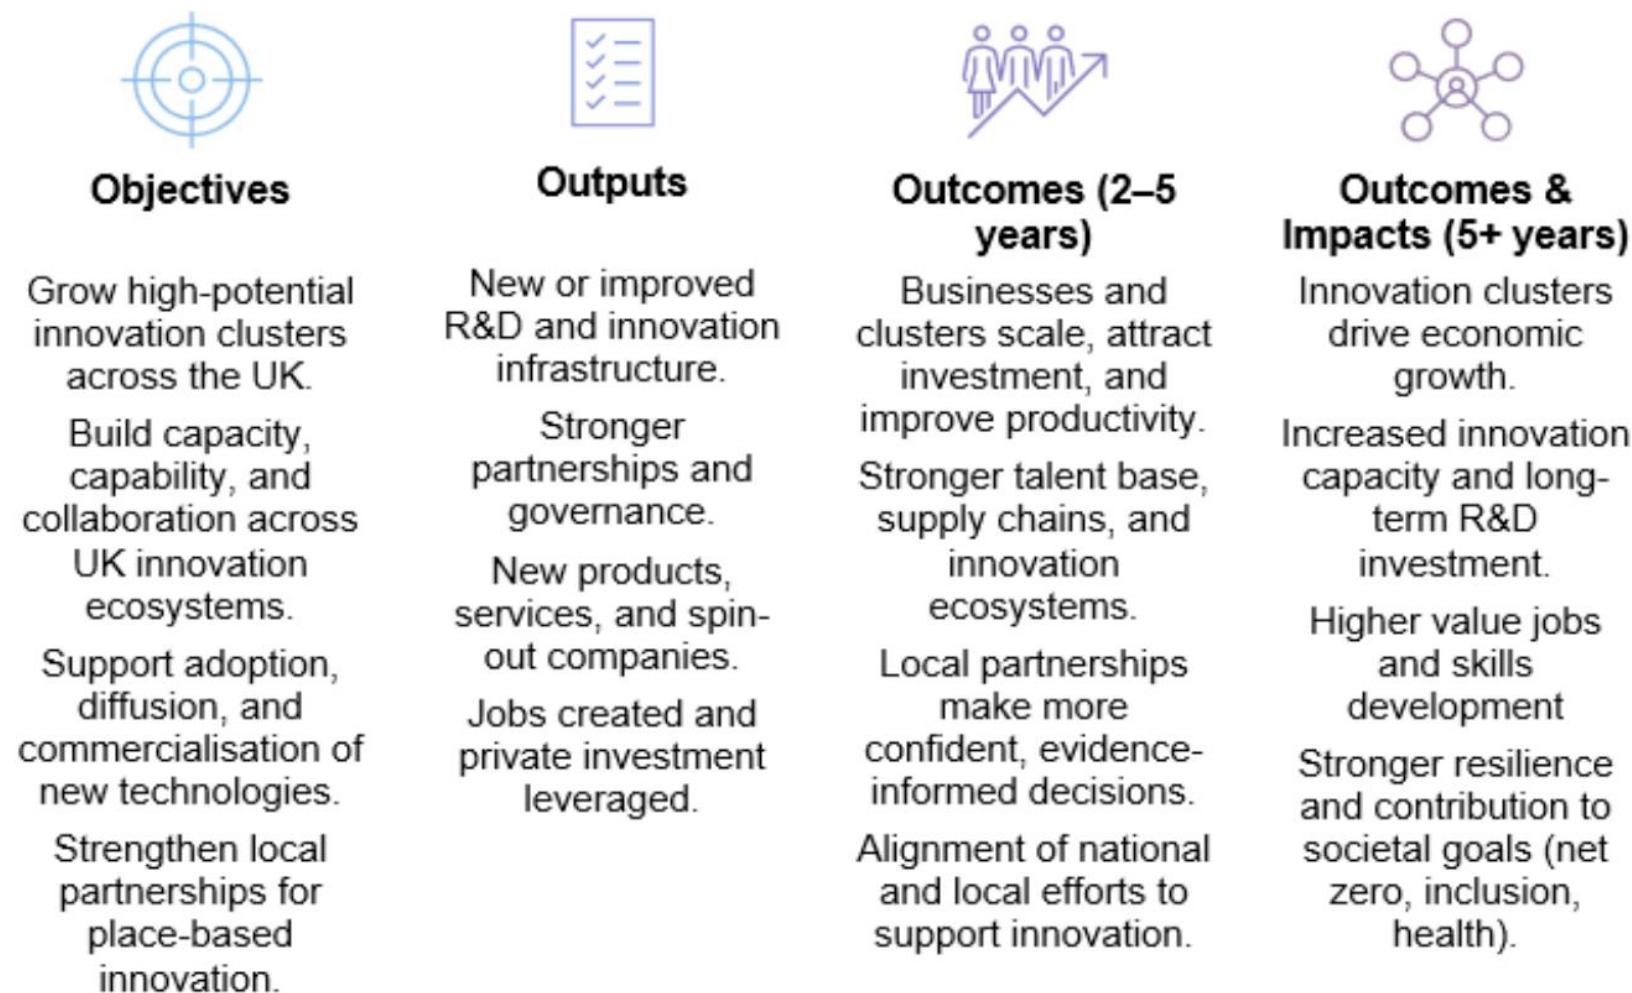 Objectives
Grow high-potential
innovation clusters
across the UK.
Build capacity,
capability, and
collaboration across
UK innovation
ecosystems.
Support adoption,
diffusion, and
commercialisation of
new technologies.
Strengthen local
partnerships for
place-based
innovation.
Outputs
New or improved
R&D and innovation
infrastructure.
Stronger
partnerships and
governance.
New products,
services, and spin-
out companies.
Jobs created and
private investment
leveraged.
Outcomes (2–5
years)
Businesses and
clusters scale, attract
investment, and
improve productivity.
Stronger talent base,
supply chains, and
innovation
ecosystems.
Local partnerships
make more
confident, evidence-
informed decisions.
Alignment of national
and local efforts to
support innovation.
Outcomes &
Impacts (5+ years)
Innovation clusters
drive economic
growth.
Increased innovation
capacity and long-
term R&D
investment.
Higher value jobs
and skills
development
Stronger resilience
and contribution to
societal goals (net
zero, inclusion,
health).